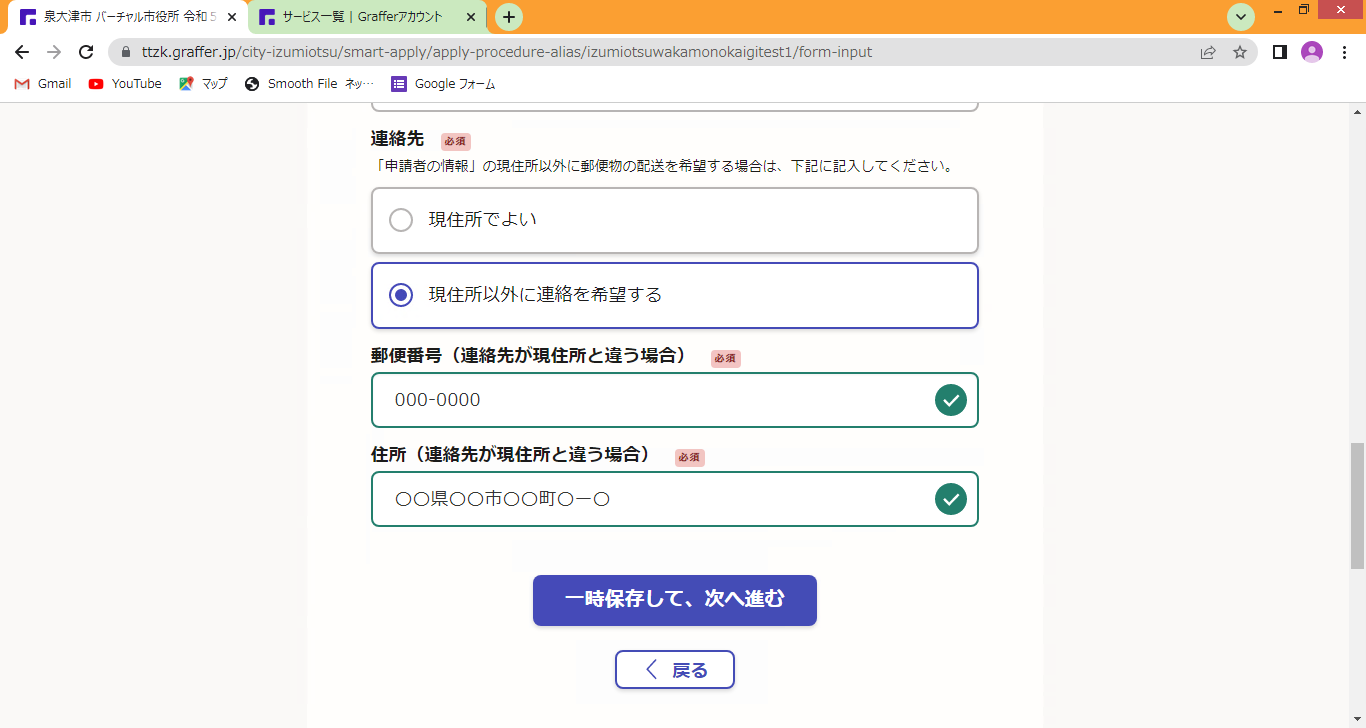 泉大津市 バーチャル市役所 令和 5
サービス一覧 | Grafferアカウント
ttzk.graffer.jp/city-izumiotsu/smart-apply/apply-procedure-alias/izumiotsuwakamonokaigitest1/form-input
Gmail
YouTube
マップ
Smooth File ネッ…
Google フォーム
連絡先 必須
「申請者の情報」の現住所以外に郵便物の配送を希望する場合は、下記に記入してください。
現住所でよい
現住所以外に連絡を希望する
郵便番号（連絡先が現住所と違う場合） 必須
000-0000
住所（連絡先が現住所と違う場合） 必須
〇〇県〇〇市〇〇町〇ー〇
一時保存して、次へ進む
戻る